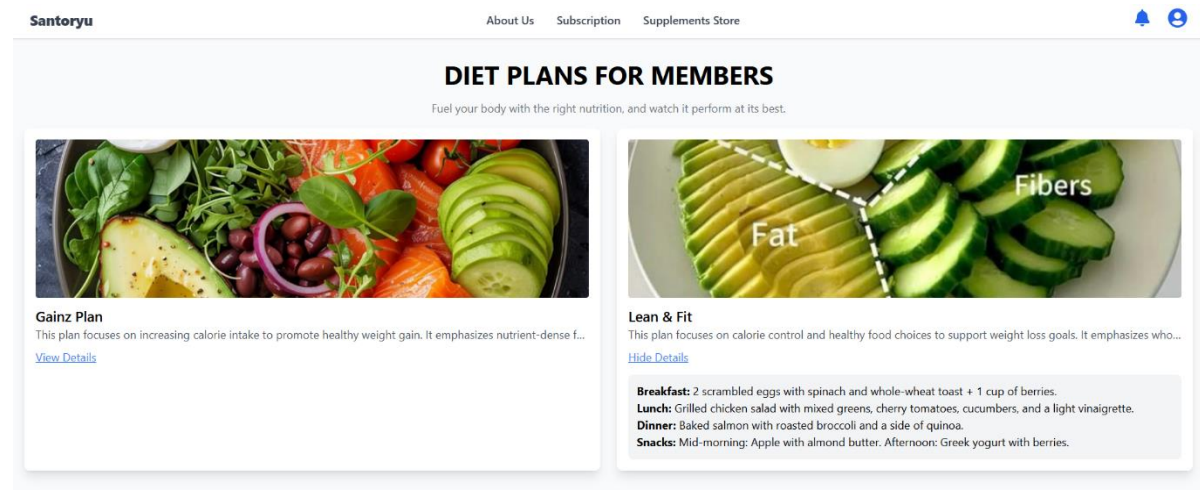 Santoryu
About Us Subscription Supplements Store
DIET PLANS FOR MEMBERS
Fuel your body with the right nutrition, and watch it perform at its best.
Gainz Plan
This plan focuses on increasing calorie intake to promote healthy weight gain. It emphasizes nutrient-dense f...
View Details
Fat
Fibers
Lean & Fit
This plan focuses on calorie control and healthy food choices to support weight loss goals. It emphasizes who...
Hide Details
Breakfast: 2 scrambled eggs with spinach and whole-wheat toast + 1 cup of berries.
Lunch: Grilled chicken salad with mixed greens, cherry tomatoes, cucumbers, and a light vinaigrette.
Dinner: Baked salmon with roasted broccoli and a side of quinoa.
Snacks: Mid-morning: Apple with almond butter. Afternoon: Greek yogurt with berries.